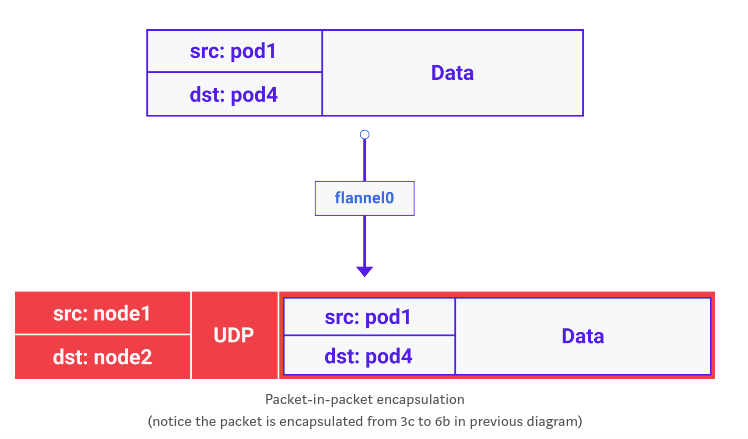 src: pod1
dst: pod4
Data
flannel0
src: node1
dst: node2
UDP
src: pod1
dst: pod4
Data
Packet-in-packet encapsulation
(notice the packet is encapsulated from 3c to 6b in previous diagram)